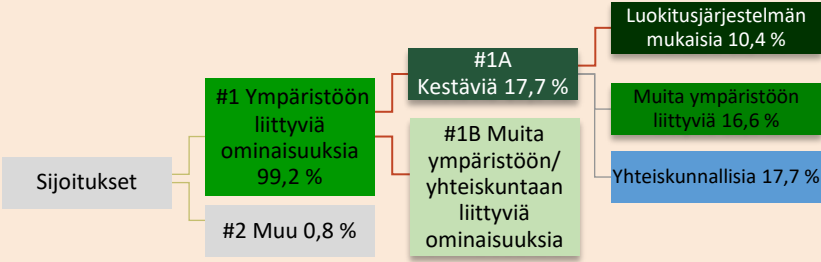 Sijoitukset
#1 Ympäristöön
liittyviä
ominaisuuksia
99,2 %
#2 Muu 0,8 %
#1A
Kestäviä 17,7 %
#1B Muita
ympäristöön/
yhteiskuntaan
liittyviä
ominaisuuksia
Luokitusjärjestelmän
mukaisia 10,4 %
Muita ympäristöön
liittyviä 16,6 %
Yhteiskunnallisia 17,7 %